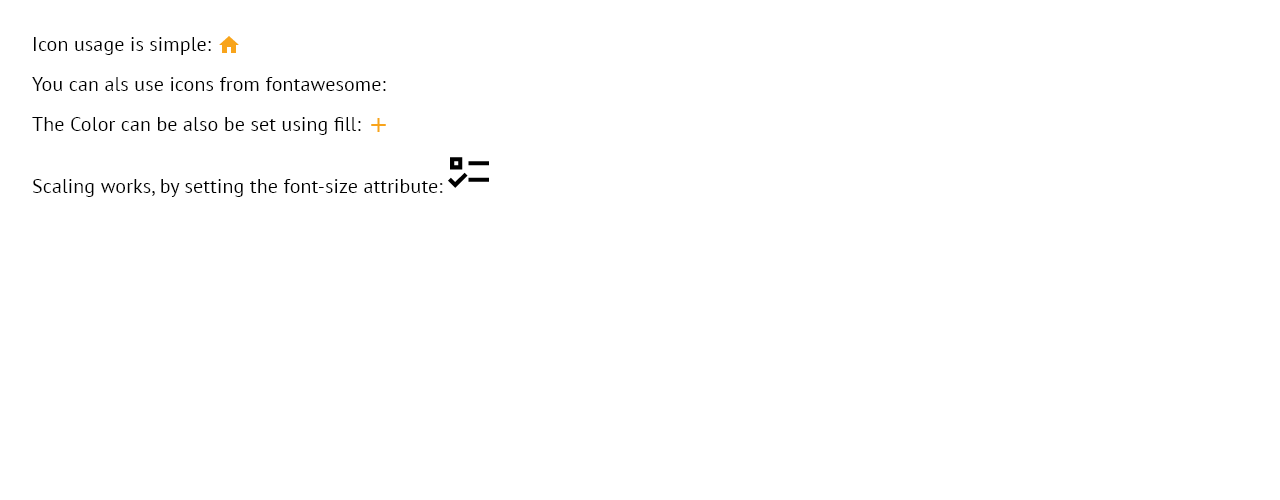 Icon usage is simple:
You can als use icons from fontawesome:
The Color can be also be set using fill:
Scaling works, by setting the font-size attribute: